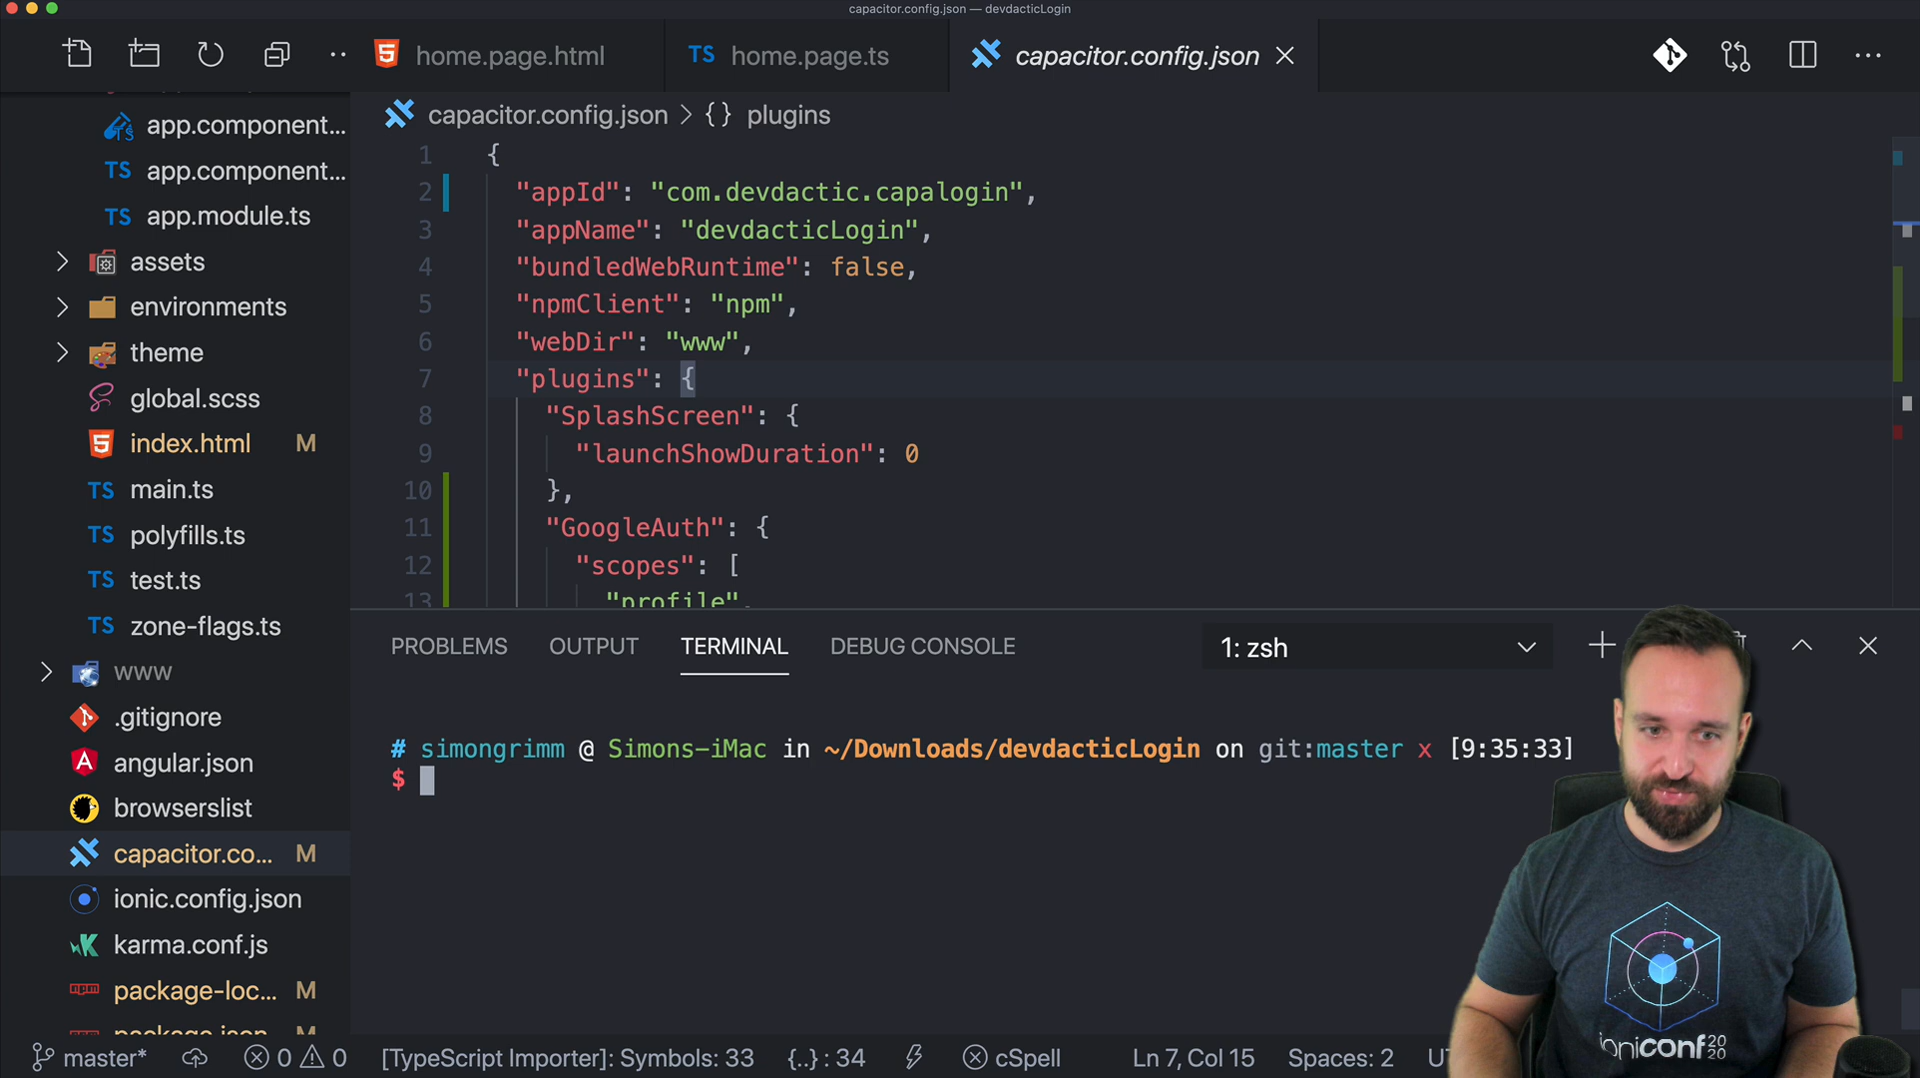 capacitor.config.json — devdacticLogin
home.page.html
TS home.page.ts
capacitor.config.json
capacitor.config.json > {} plugins
app.component...
TS app.component...
TS app.module.ts
assets
environments
theme
global.scss
index.html M
TS main.ts
TS polyfills.ts
TS test.ts
TS zone-flags.ts
www
.gitignore
angular.json
browserslist
capacitor.co... M
ionic.config.json
karma.conf.js
package-loc... M
package.json M
1 {
2 "appId": "com.devdactic.capalogin",
3 "appName": "devdacticLogin",
4 "bundledWebRuntime": false,
5 "npmClient": "npm",
6 "webDir": "www",
7 "plugins": {
8 "SplashScreen": {
9 "launchShowDuration": 0
10 },
11 "GoogleAuth": {
12 "scopes": [
13 "profile",
PROBLEMS OUTPUT TERMINAL DEBUG CONSOLE 1: zsh
# simongrimm @ Simons-iMac in ~/Downloads/devdacticLogin on git:master x [9:35:33]
$
ioniconf 2020
master* 0 0 [TypeScript Importer]: Symbols: 33 {..} : 34 cSpell Ln 7, Col 15 Spaces: 2